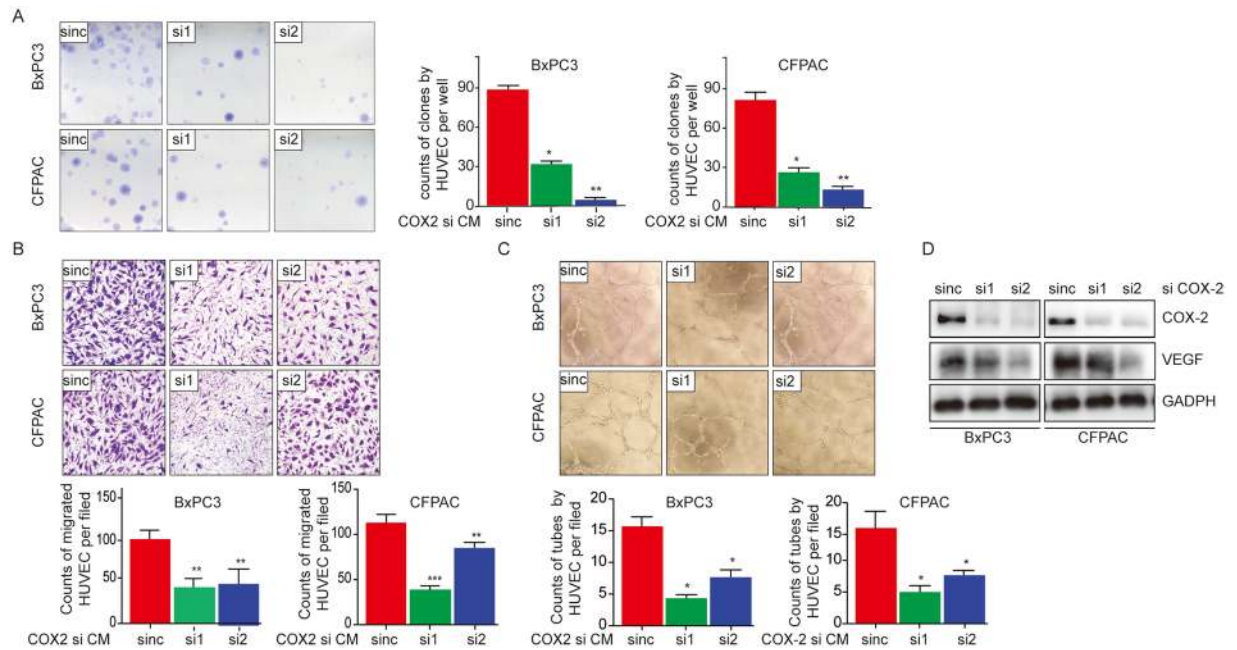 A
sinc si1 si2
BxPC3
sinc si1 si2
CFPAC
BxPC3
counts of clones by
HUVEC per well
90
60
30
0
*
**
COX2 si CM sinc si1 si2
CFPAC
counts of clones by
HUVEC per well
90
60
30
0
*
**
sinc si1 si2
B
sinc si1 si2
BxPC3
sinc si1 si2
CFPAC
BxPC3
Counts of migrated
HUVEC per filed
150
100
50
0
**
**
COX2 si CM sinc si1 si2
CFPAC
Counts of migrated
HUVEC per filed
150
100
50
0
***
**
COX2 si CM sinc si1 si2
C
sinc si1 si2
BxPC3
sinc si1 si2
CFPAC
BxPC3
Counts of tubes by
HUVEC per filed
20
15
10
5
0
*
*
COX2 si CM sinc si1 si2
CFPAC
Counts of tubes by
HUVEC per filed
20
15
10
5
0
*
*
COX-2 si CM sinc si1 si2
D
sinc si1 si2 sinc si1 si2 si COX-2
COX-2
VEGF
GADPH
BxPC3 CFPAC